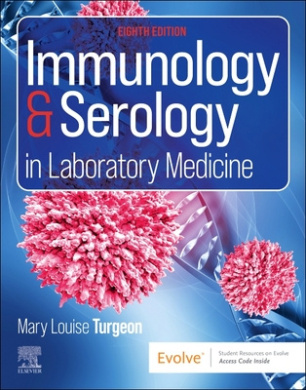 EIGHTH EDITION
Immunology
& Serology
in Laboratory Medicine
Mary Louise Turgeon
ELSEVIER
Evolve®
Student Resources on Evolve
Access Code Inside